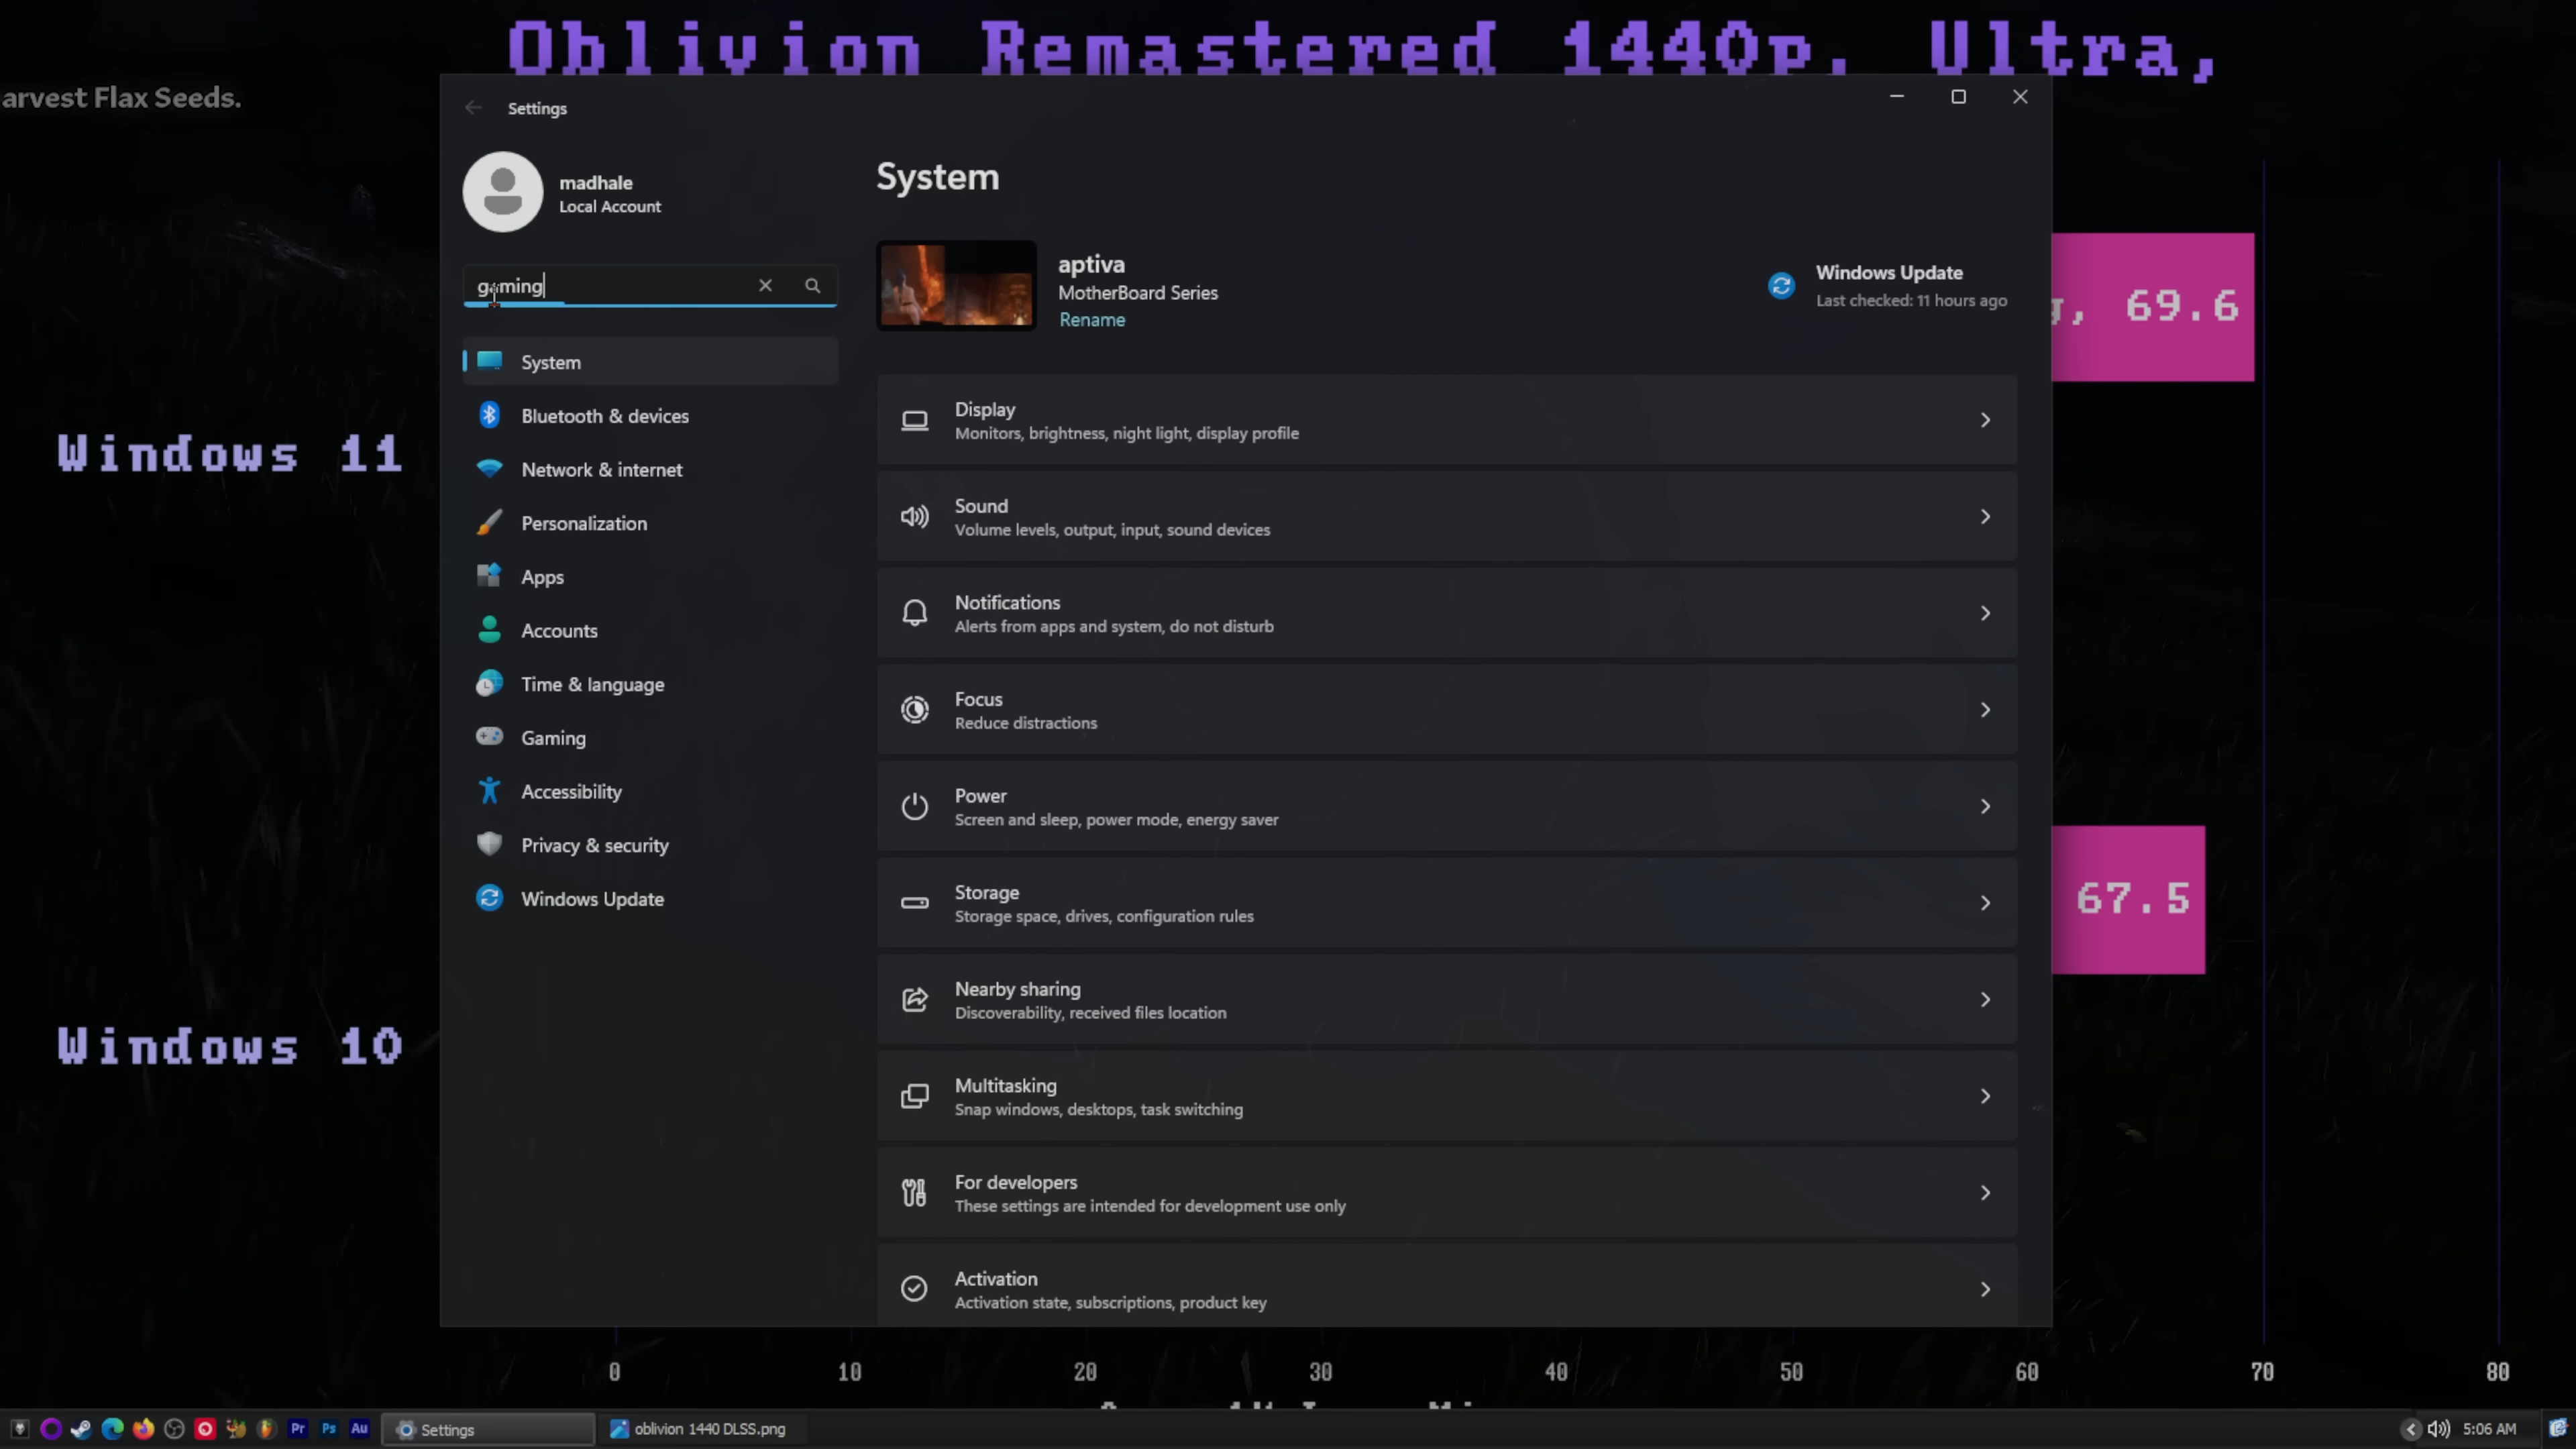 Oblivion Remastered 1440p, Ultra,
arvest Flax Seeds.
Settings
madhale
Local Account
gaming
System
Bluetooth & devices
Network & internet
Personalization
Apps
Accounts
Time & language
Gaming
Accessibility
Privacy & security
Windows Update
System
aptiva
MotherBoard Series
Rename
Windows Update
Last checked: 11 hours ago
Display
Monitors, brightness, night light, display profile
Sound
Volume levels, output, input, sound devices
Notifications
Alerts from apps and system, do not disturb
Focus
Reduce distractions
Power
Screen and sleep, power mode, energy saver
Storage
Storage space, drives, configuration rules
Nearby sharing
Discoverability, received files location
Multitasking
Snap windows, desktops, task switching
For developers
These settings are intended for development use only
Activation
Activation state, subscriptions, product key
g, 69.6
67.5
Windows 11
Windows 10
0 10 20 30 40 50 60 70 80
Pr Ps Au Settings oblivion 1440 DLSS.png 5:06 AM